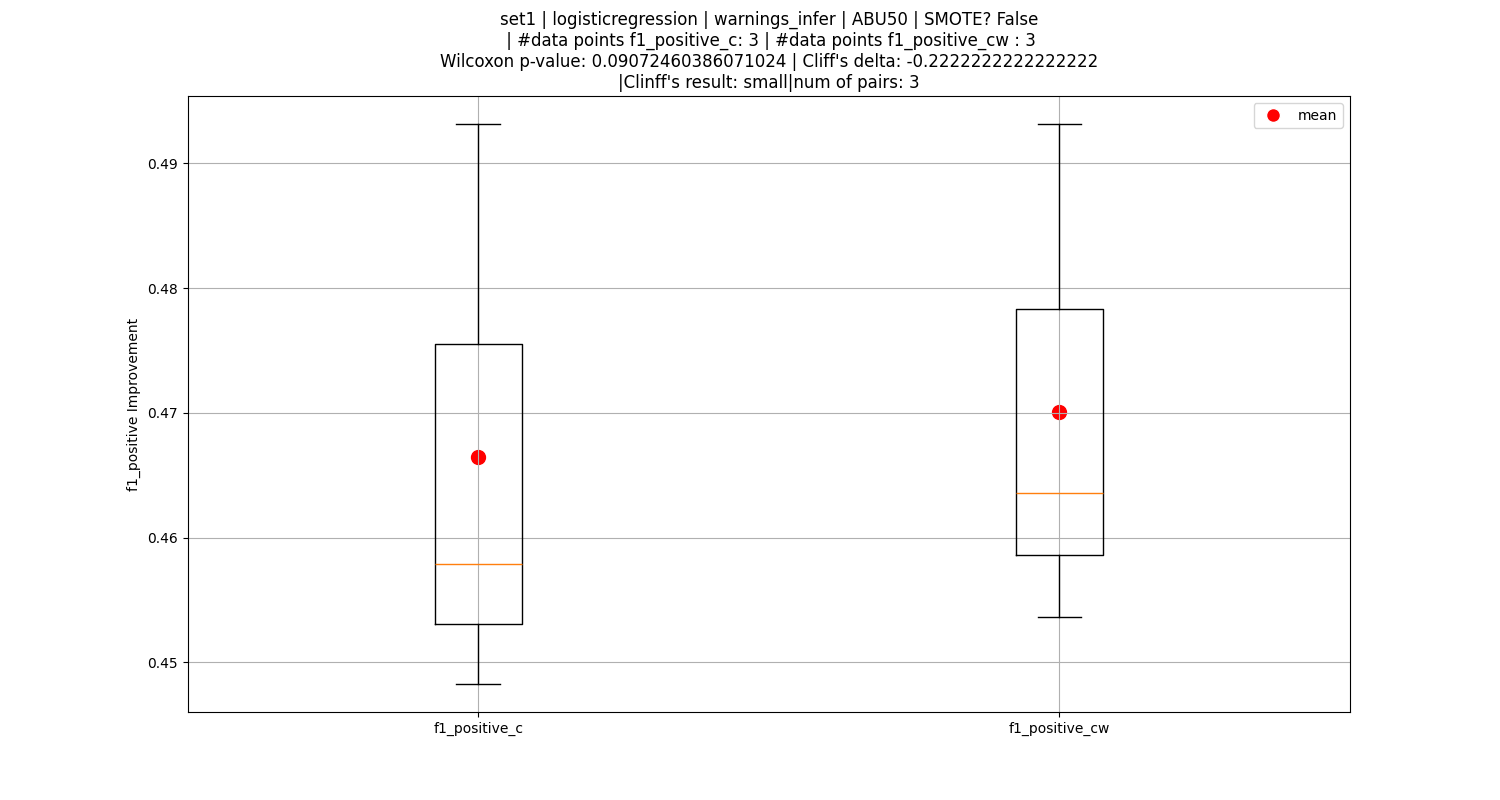 set1 | logisticregression | warnings_infer | ABU50 | SMOTE? False
| #data points f1_positive_c: 3 | #data points f1_positive_cw : 3
Wilcoxon p-value: 0.09072460386071024 | Cliff's delta: -0.2222222222222222
|Clinff's result: small|num of pairs: 3
mean
0.49
0.48
0.47
0.46
0.45
f1_positive Improvement
f1_positive_c
f1_positive_cw